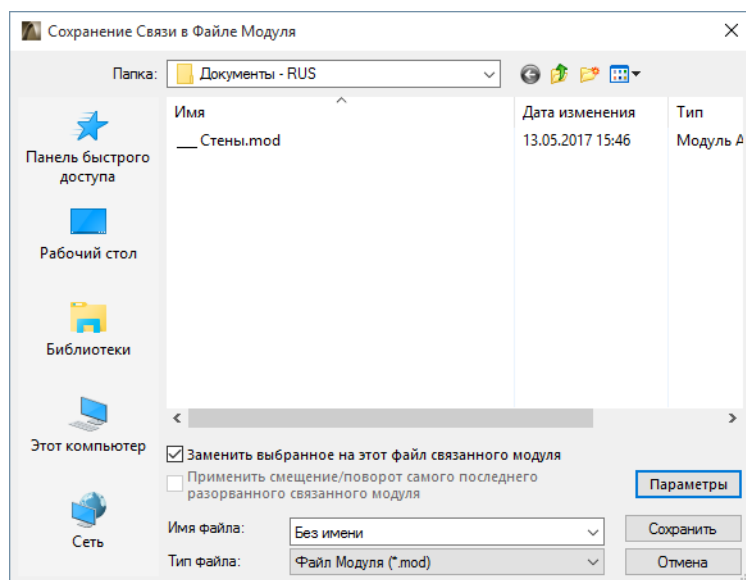 Сохранение Связи в Файле Модуля
Папка: Документы - RUS
Имя Дата изменения Тип
___ Стены.mod 13.05.2017 15:46 Модуль A
Панель быстрого
доступа
Рабочий стол
Библиотеки
Этот компьютер
Сеть
Заменить выбранное на этот файл связанного модуля
Применить смещение/поворот самого последнего
разорванного связанного модуля
Параметры
Имя файла: Без имени Сохранить
Тип файла: Файл Модуля (*.mod) Отмена